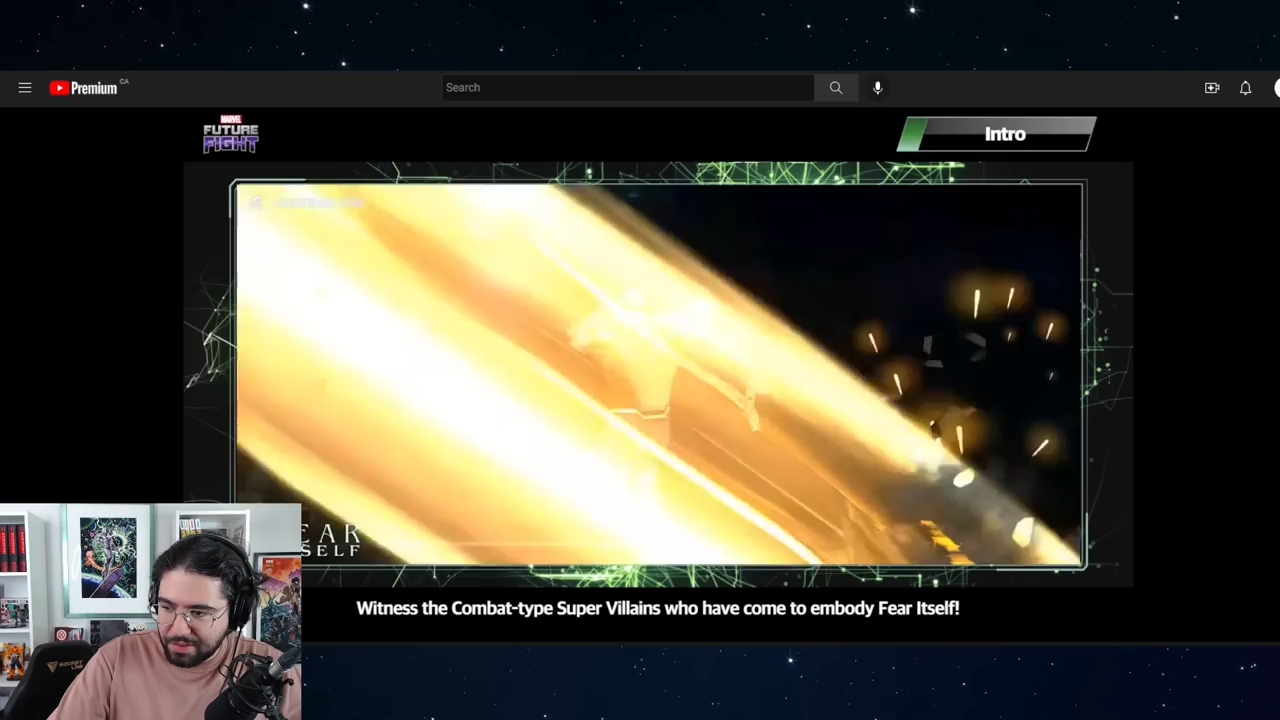 Premium CA
Search
MARVEL
FUTURE
FIGHT
Intro
EAR
SELF
Witness the Combat-type Super Villains who have come to embody Fear Itself!